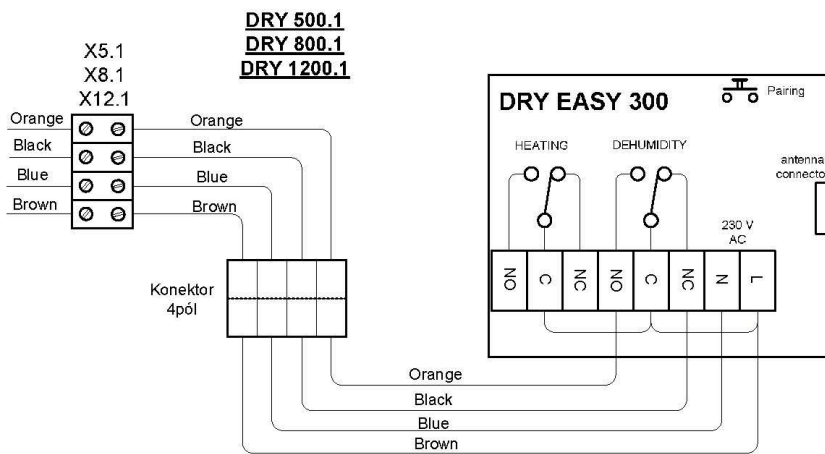 DRY 500.1
DRY 800.1
DRY 1200.1
X5.1
X8.1
X12.1
Orange
Black
Blue
Brown
Orange
Black
Blue
Brown
Konektor
4pól
DRY EASY 300
Pairing
HEATING
DEHUMIDITY
antenna
connecto
230 V
AC
NO
C
NC
NO
C
NC
N
L
Orange
Black
Blue
Brown